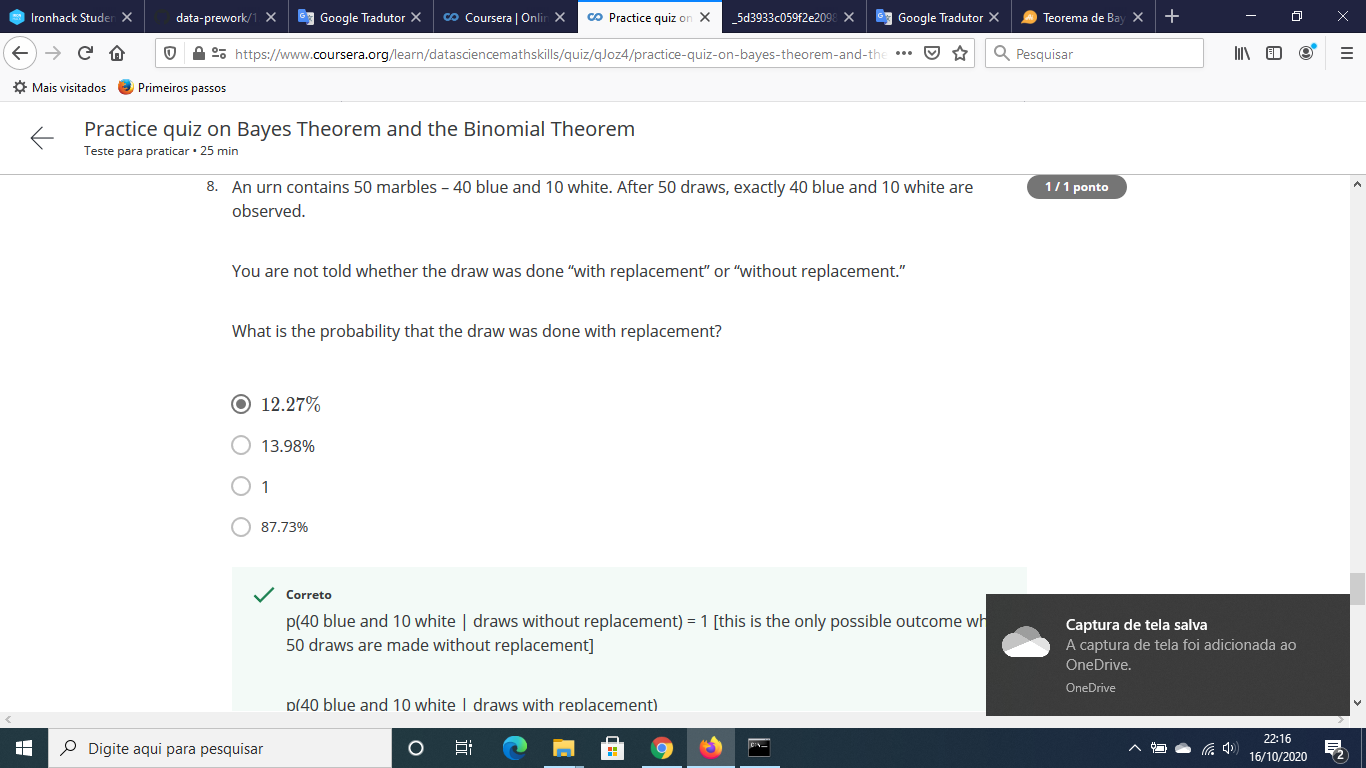 Ironhack Studen
data-prework/1
Google Tradutor
Coursera | Onlin
Practice quiz on
_5d3933c059f2e2098
Google Tradutor
Teorema de Bay
https://www.coursera.org/learn/datasciencemathskills/quiz/qJoz4/practice-quiz-on-bayes-theorem-and-the
Pesquisar
Mais visitados
Primeiros passos
Practice quiz on Bayes Theorem and the Binomial Theorem
Teste para praticar • 25 min
8. An urn contains 50 marbles – 40 blue and 10 white. After 50 draws, exactly 40 blue and 10 white are
observed.
1 / 1 ponto
You are not told whether the draw was done “with replacement” or “without replacement.”
What is the probability that the draw was done with replacement?
12.27%
13.98%
1
87.73%
Correto
p(40 blue and 10 white | draws without replacement) = 1 [this is the only possible outcome wh
50 draws are made without replacement]
p(40 blue and 10 white | draws with replacement)
Captura de tela salva
A captura de tela foi adicionada ao
OneDrive.
OneDrive
Digite aqui para pesquisar
22:16
16/10/2020
2